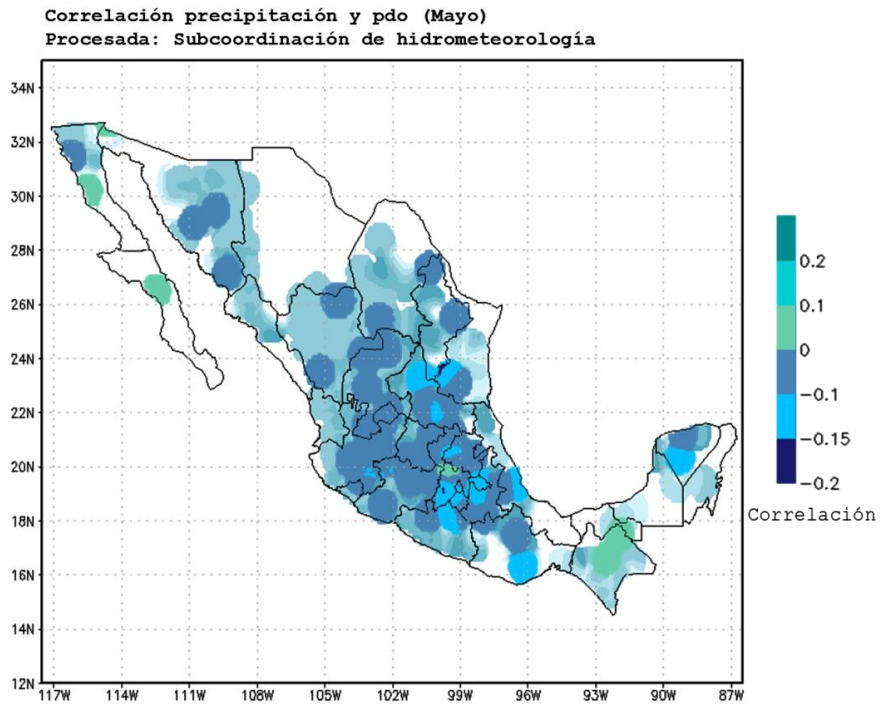 Correlación precipitación y pdo (Mayo)
Procesada: Subcoordinación de hidrometeorología
34N
32N
30N
28N
26N
24N
22N
20N
18N
16N
14N
12N
117W 114W 111W 108W 105W 102W 99W 96W 93W 90W 87W
0.2
0.1
0
−0.1
−0.15
−0.2
Correlación